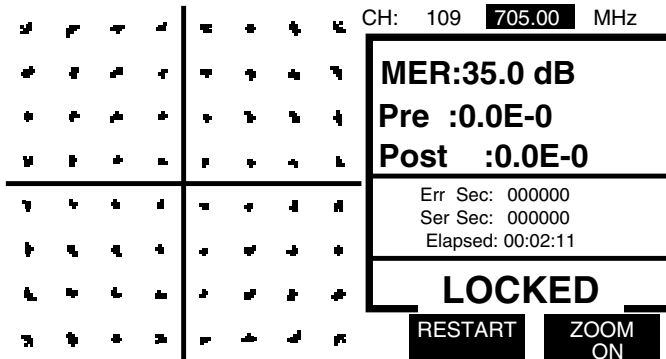 CH: 109 705.00 MHz
MER:35.0 dB
Pre :0.0E-0
Post :0.0E-0
Err Sec: 000000
Ser Sec: 000000
Elapsed: 00:02:11
LOCKED
RESTART
ZOOM
ON